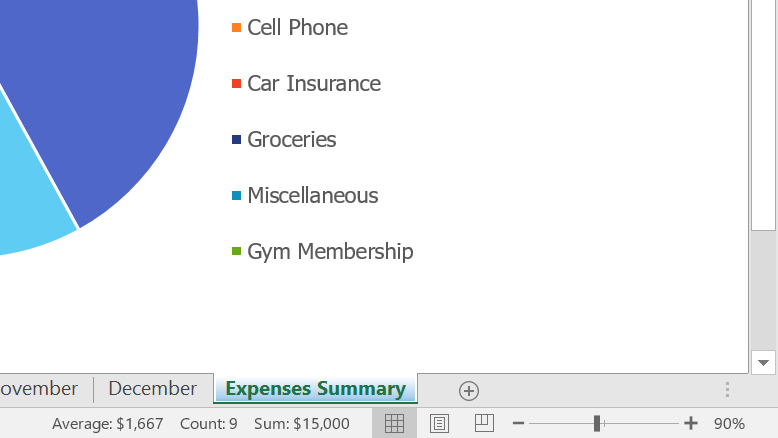 Cell Phone
Car Insurance
Groceries
Miscellaneous
Gym Membership
ovember December Expenses Summary
Average: $1,667 Count: 9 Sum: $15,000 90%